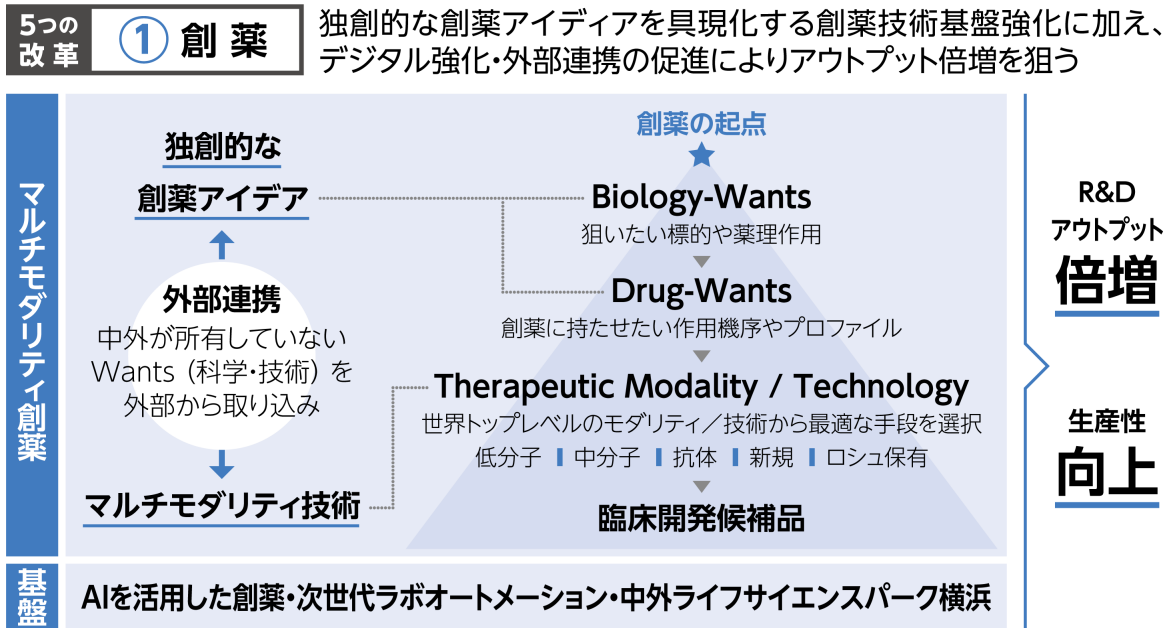 5つの
改革
① 創薬
独創的な創薬アイディアを具現化する創薬技術基盤強化に加え、
デジタル強化・外部連携の促進によりアウトプット倍増を狙う
マルチモダリティ創薬
独創的な
創薬アイデア
外部連携
中外が所有していない
Wants（科学・技術）を
外部から取り込み
マルチモダリティ技術
創薬の起点
Biology-Wants
狙いたい標的や薬理作用
Drug-Wants
創薬に持たせたい作用機序やプロファイル
Therapeutic Modality / Technology
世界トップレベルのモダリティ／技術から最適な手段を選択
低分子 中分子 抗体 新規 ロシュ保有
臨床開発候補品
R&D
アウトプット
倍増
生産性
向上
基盤
AIを活用した創薬・次世代ラボオートメーション・中外ライフサイエンスパーク横浜